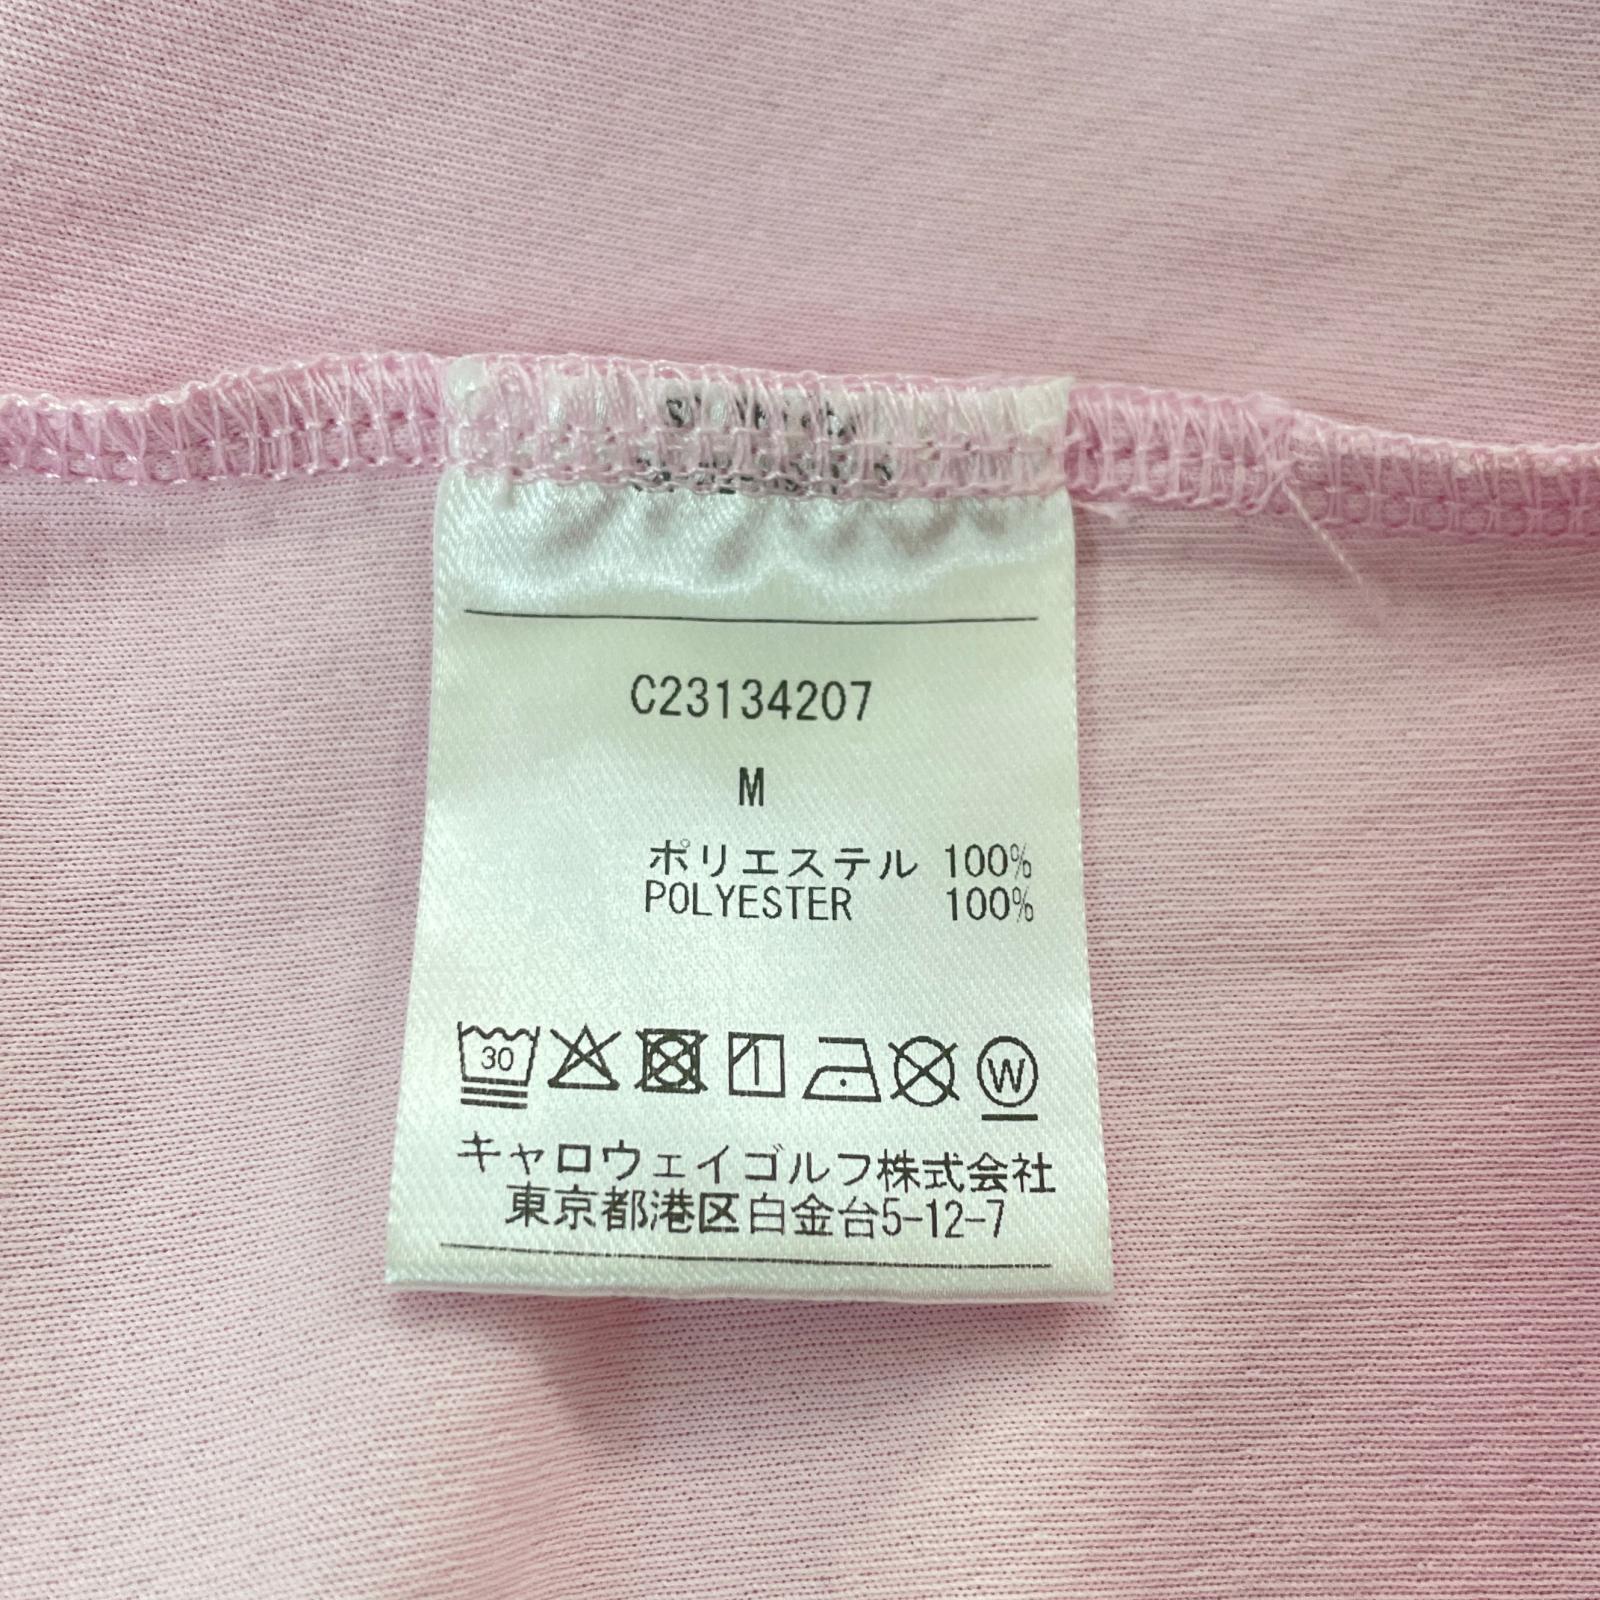 C23134207
M
ポリエステル 100%
POLYESTER 100%
30
W
キャロウェイゴルフ株式会社
東京都港区白金台5-12-7